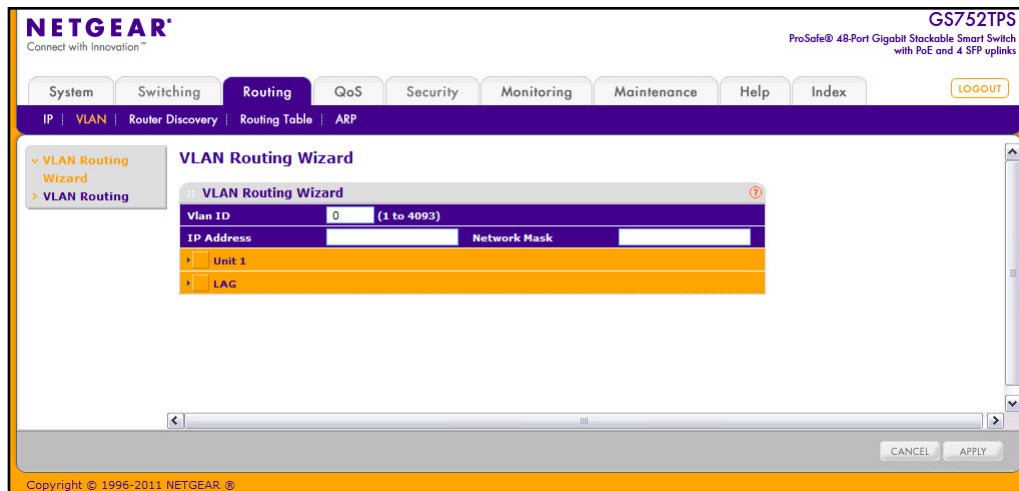 NETGEAR®
Connect with Innovation™
GS752TPS
ProSafe® 48-Port Gigabit Stackable Smart Switch
with PoE and 4 SFP uplinks
System Switching Routing QoS Security Monitoring Maintenance Help Index LOGOUT
IP VLAN Router Discovery Routing Table ARP
VLAN Routing
Wizard
VLAN Routing
VLAN Routing Wizard
VLAN Routing Wizard ?
Vlan ID 0 (1 to 4093)
IP Address Network Mask
Unit 1
LAG
CANCEL APPLY
Copyright © 1996-2011 NETGEAR ®